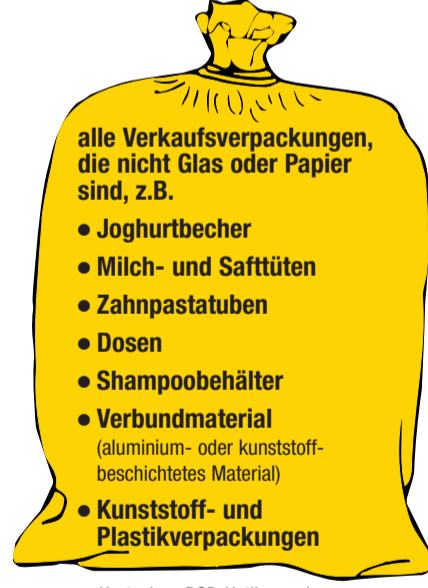 alle Verkaufsverpackungen,
die nicht Glas oder Papier
sind, z.B.
• Joghurtbecher
• Milch- und Safttüten
• Zahnpastatuben
• Dosen
• Shampoobehälter
• Verbundmaterial
(aluminium- oder kunststoff-
beschichtetes Material)
• Kunststoff- und
Plastikverpackungen